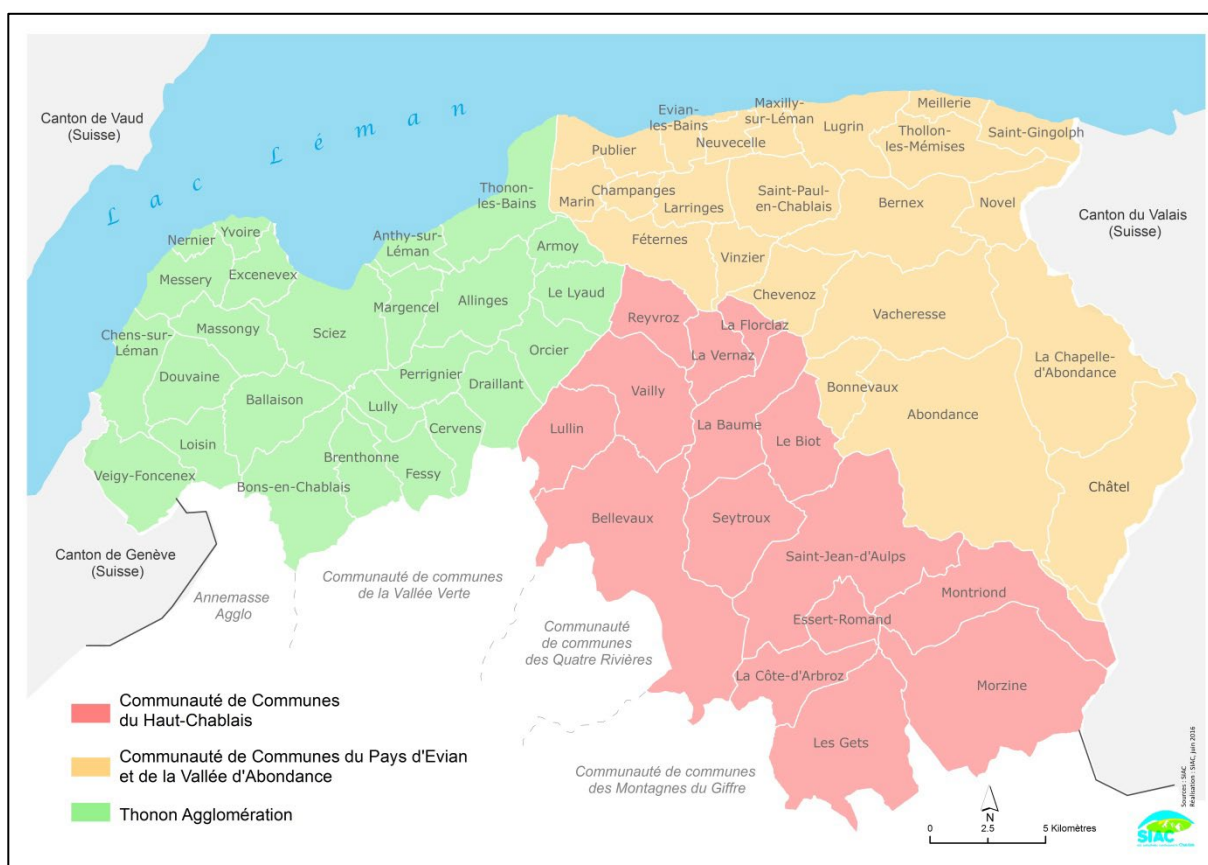 Canton de Vaud
(Suisse)
Lac Léman
Evian-
les-Bains
Maxilly-
sur-Léman
Meillerie
Lugrin
Neuvecelle
Thollon-
les-Mémises
Saint-Gingolph
Publier
Thonon-
les-Bains
Marin
Champanges
Larringes
Saint-Paul-
en-Chablais
Bernex
Novel
Canton du Valais
(Suisse)
Nernier
Yvoire
Anthy-sur-
Léman
Armoy
Féternes
Vinzier
Messery
Excenevex
Margencel
Allinges
Le Lyaud
Chevenoz
Chens-sur-
Léman
Massongy
Sciez
Reyvroz
La Florclaz
Vacheresse
La Vernaz
Orcier
La Chapelle-
d'Abondance
Douvaine
Ballaison
Perrignier
Draillant
Vailly
Bonnevaux
Abondance
Lully
Cervens
Lullin
La Baume
Le Biot
Loisin
Brenthonne
Fessy
Veigy-Foncenex
Bons-en-Chablais
Châtel
Bellevaux
Seytroux
Canton de Genève
(Suisse)
Saint-Jean-d'Aulps
Communauté de communes
de la Vallée Verte
Annemasse
Agglo
Montriond
Essert-Romand
Communauté
de communes
des Quatre Rivières
La Côte-d'Arbroz
Morzine
Les Gets
Communauté de communes
des Montagnes du Giffre
Communauté de Communes
du Haut-Chablais
Communauté de Communes du Pays d'Evian
et de la Vallée d'Abondance
Thonon Agglomération
N
0 2.5 5 Kilomètres
Sources : SIAC
Réalisation : SIAC, juin 2016
SIAC